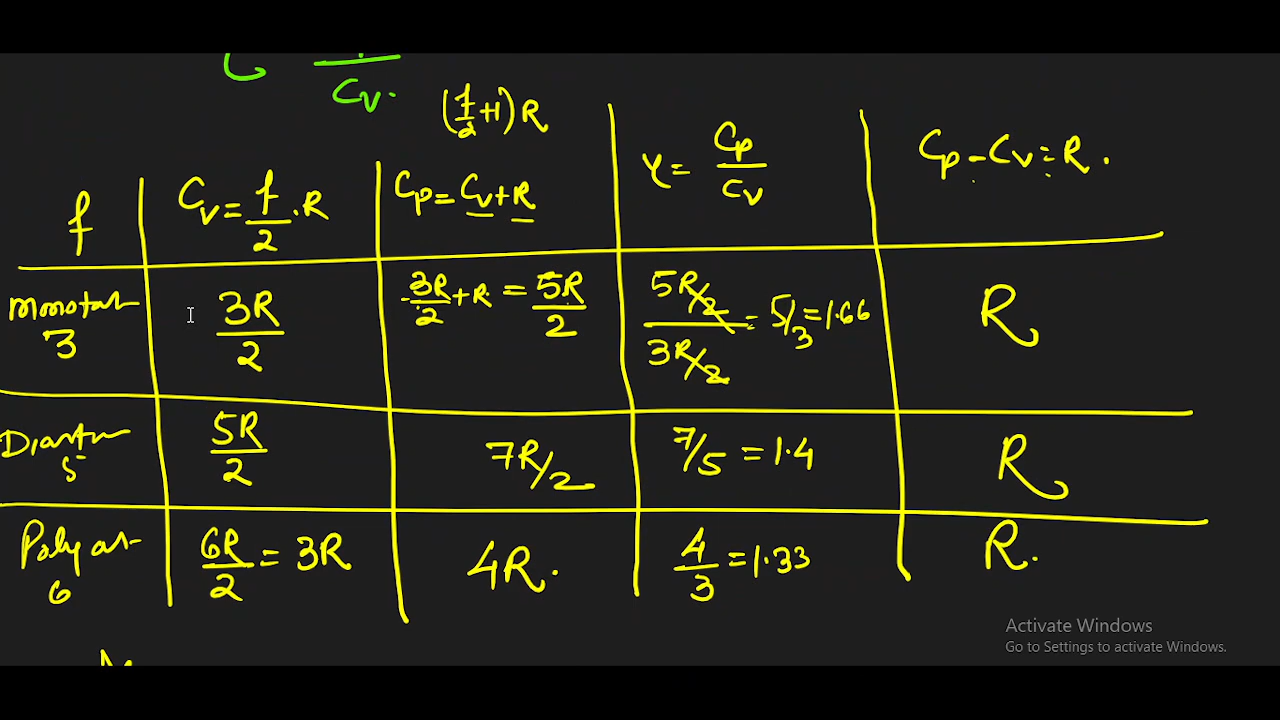 Cv.
(f/2+1)R
f
Cv = f/2 . R
Cp = Cv+R
γ = Cp/Cv
Cp - Cv = R .
3
3R/2
3R/2 + R = 5R/2
5R/2 / 3R/2 = 5/3 = 1.66
R
5
5R/2
7R/2
7/5 = 1.4
R
Poly at-
6
6R/2 = 3R
4R.
4/3 = 1.33
R.
Activate Windows
Go to Settings to activate Windows.